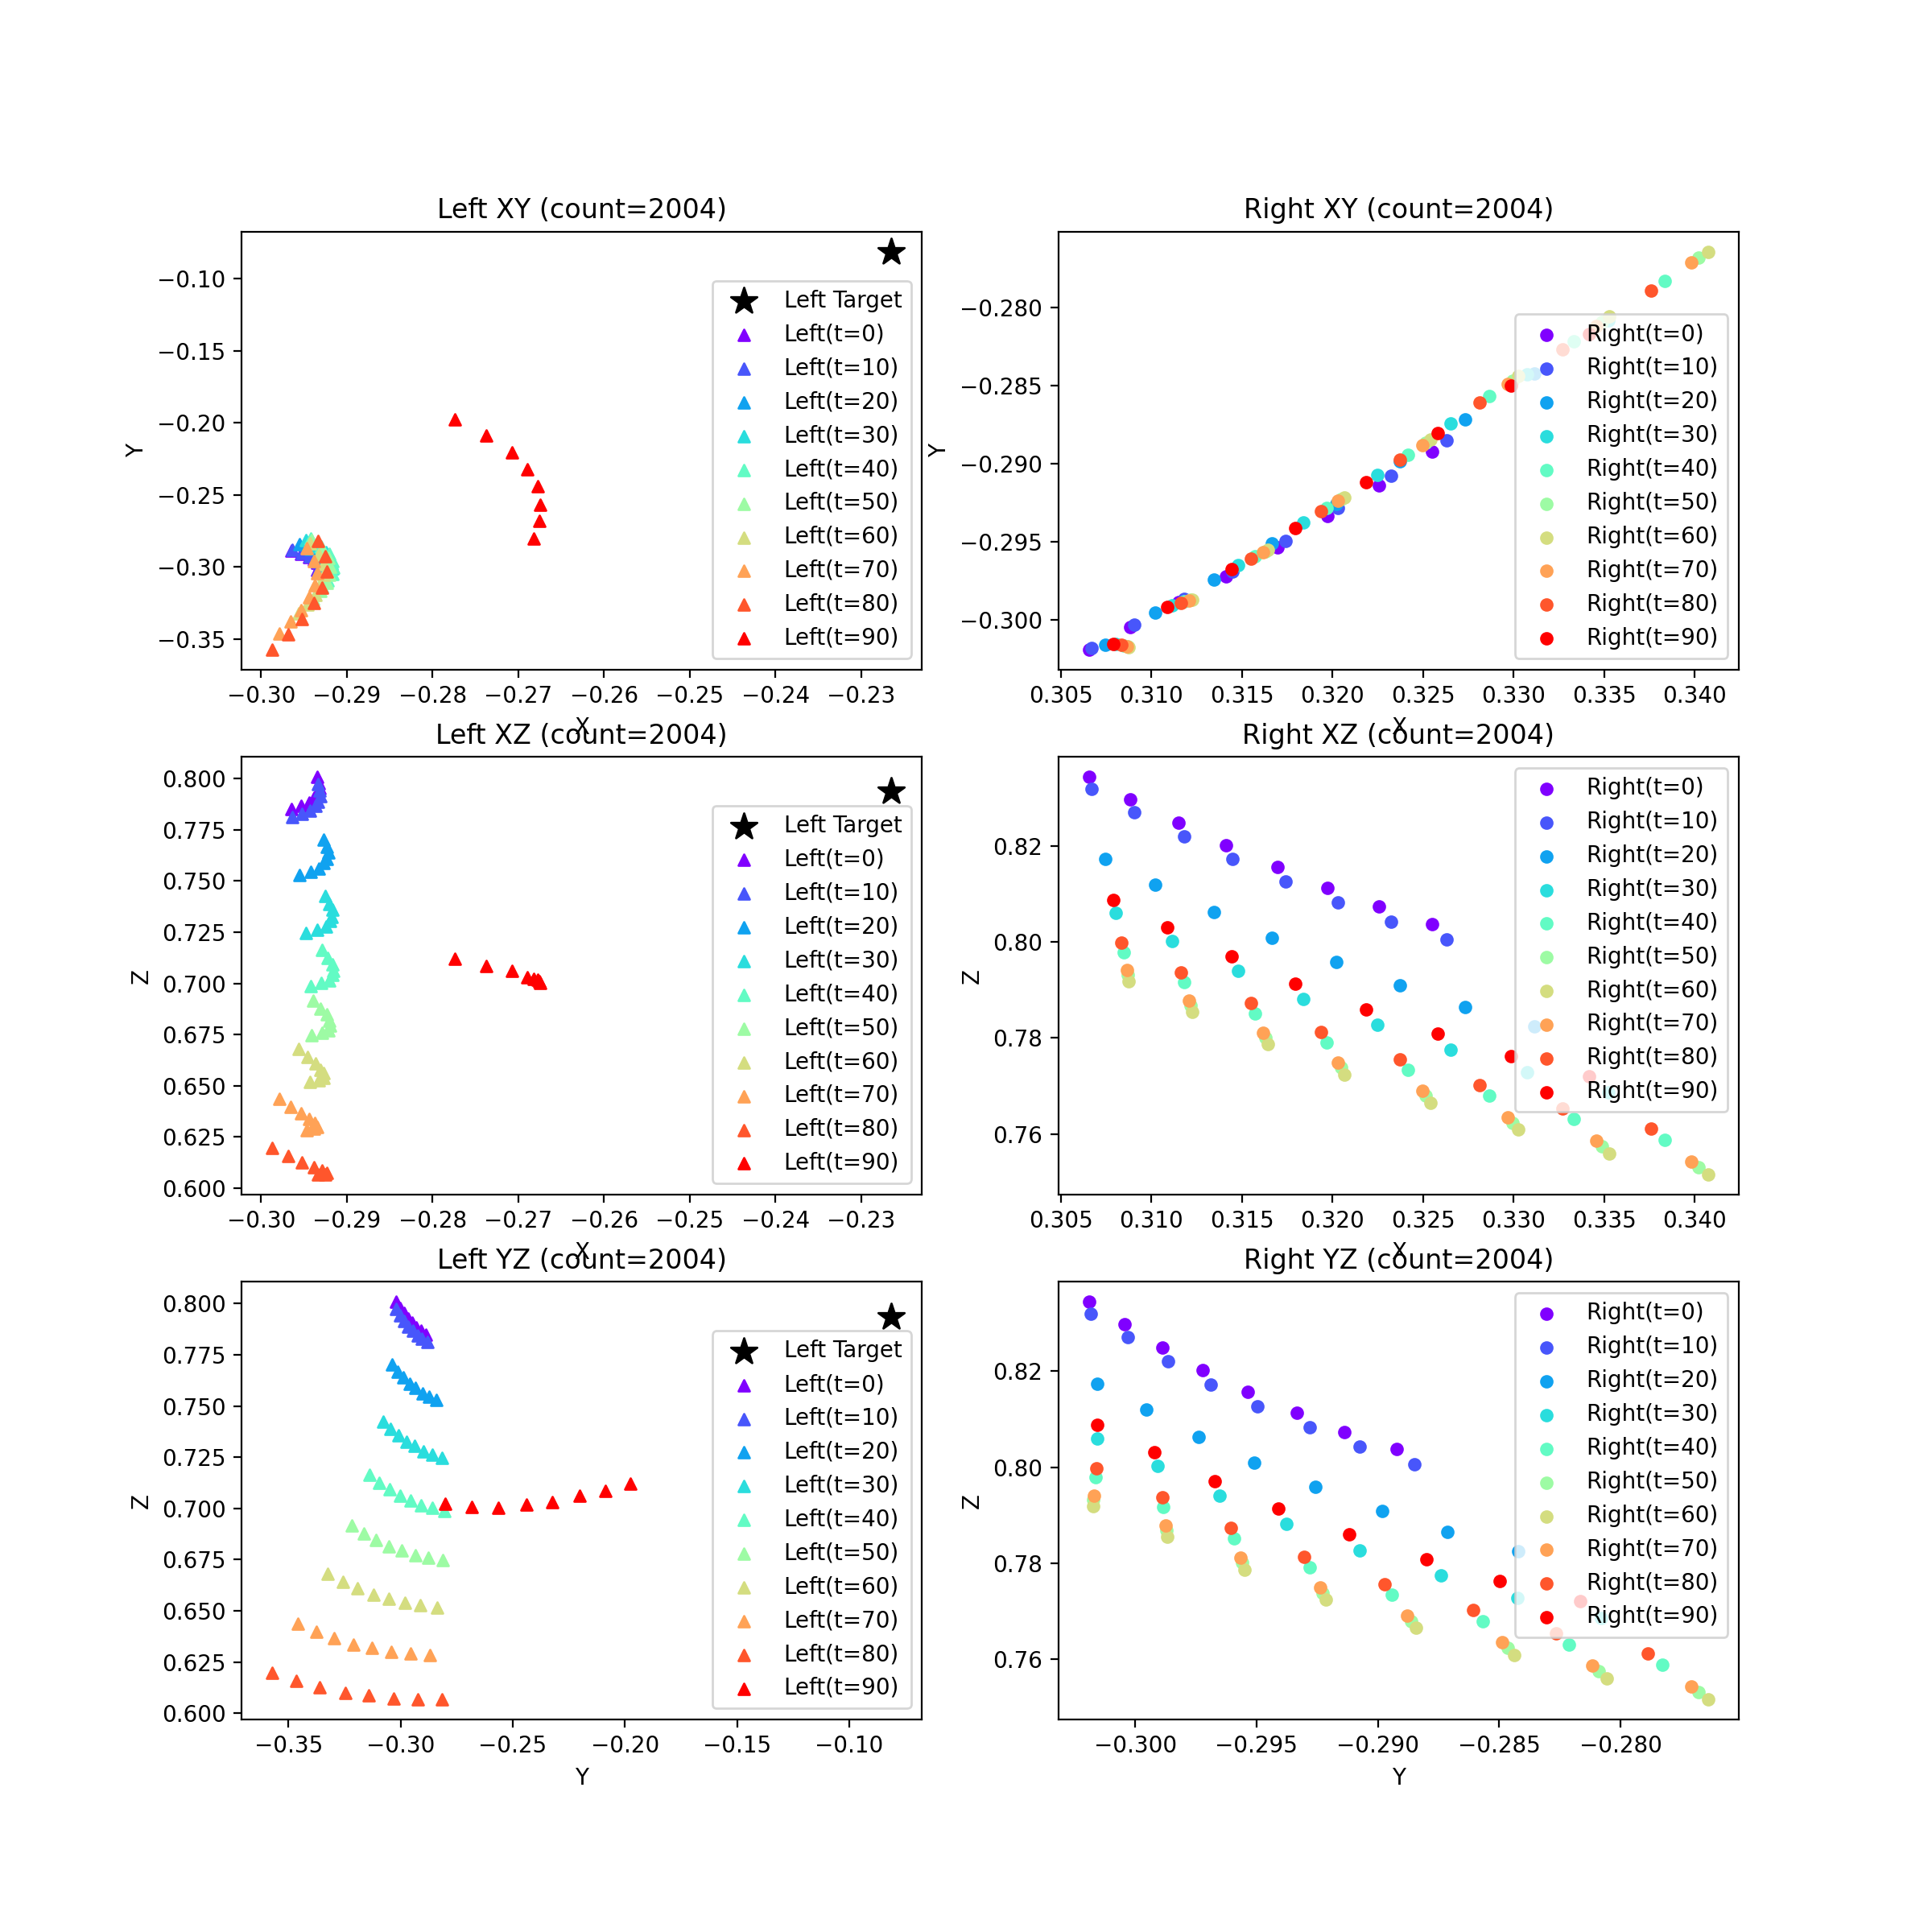 Left XY (count=2004)
Y
−0.10
−0.15
−0.20
−0.25
−0.30
−0.35
−0.30 −0.29 −0.28 −0.27 −0.26 −0.25 −0.24 −0.23
X
Left Target
Left(t=0)
Left(t=10)
Left(t=20)
Left(t=30)
Left(t=40)
Left(t=50)
Left(t=60)
Left(t=70)
Left(t=80)
Left(t=90)
Right XY (count=2004)
Y
−0.280
−0.285
−0.290
−0.295
−0.300
0.305 0.310 0.315 0.320 0.325 0.330 0.335 0.340
X
Right(t=0)
Right(t=10)
Right(t=20)
Right(t=30)
Right(t=40)
Right(t=50)
Right(t=60)
Right(t=70)
Right(t=80)
Right(t=90)
Left XZ (count=2004)
Z
0.800
0.775
0.750
0.725
0.700
0.675
0.650
0.625
0.600
−0.30 −0.29 −0.28 −0.27 −0.26 −0.25 −0.24 −0.23
X
Left Target
Left(t=0)
Left(t=10)
Left(t=20)
Left(t=30)
Left(t=40)
Left(t=50)
Left(t=60)
Left(t=70)
Left(t=80)
Left(t=90)
Right XZ (count=2004)
Z
0.82
0.80
0.78
0.76
0.305 0.310 0.315 0.320 0.325 0.330 0.335 0.340
X
Right(t=0)
Right(t=10)
Right(t=20)
Right(t=30)
Right(t=40)
Right(t=50)
Right(t=60)
Right(t=70)
Right(t=80)
Right(t=90)
Left YZ (count=2004)
Z
0.800
0.775
0.750
0.725
0.700
0.675
0.650
0.625
0.600
−0.35 −0.30 −0.25 −0.20 −0.15 −0.10
Y
Left Target
Left(t=0)
Left(t=10)
Left(t=20)
Left(t=30)
Left(t=40)
Left(t=50)
Left(t=60)
Left(t=70)
Left(t=80)
Left(t=90)
Right YZ (count=2004)
Z
0.82
0.80
0.78
0.76
−0.300 −0.295 −0.290 −0.285 −0.280
Y
Right(t=0)
Right(t=10)
Right(t=20)
Right(t=30)
Right(t=40)
Right(t=50)
Right(t=60)
Right(t=70)
Right(t=80)
Right(t=90)